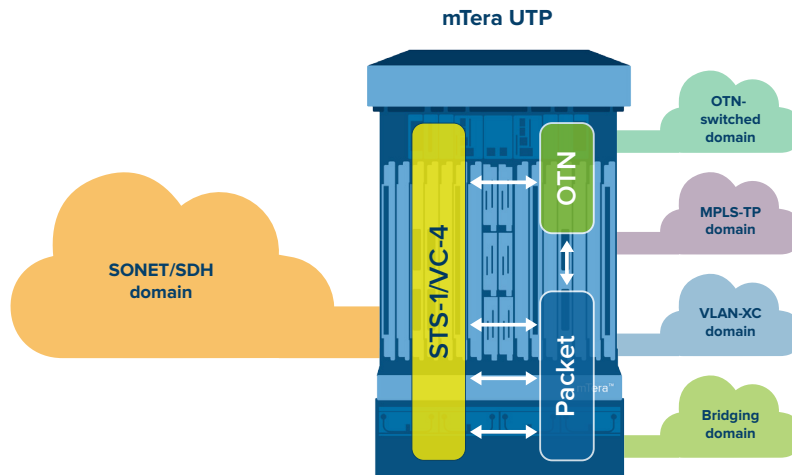 mTera UTP
OTN-
switched
domain
MPLS-TP
domain
VLAN-XC
domain
Bridging
domain
SONET/SDH
domain
STS-1/VC-4
OTN
Packet
mTera™